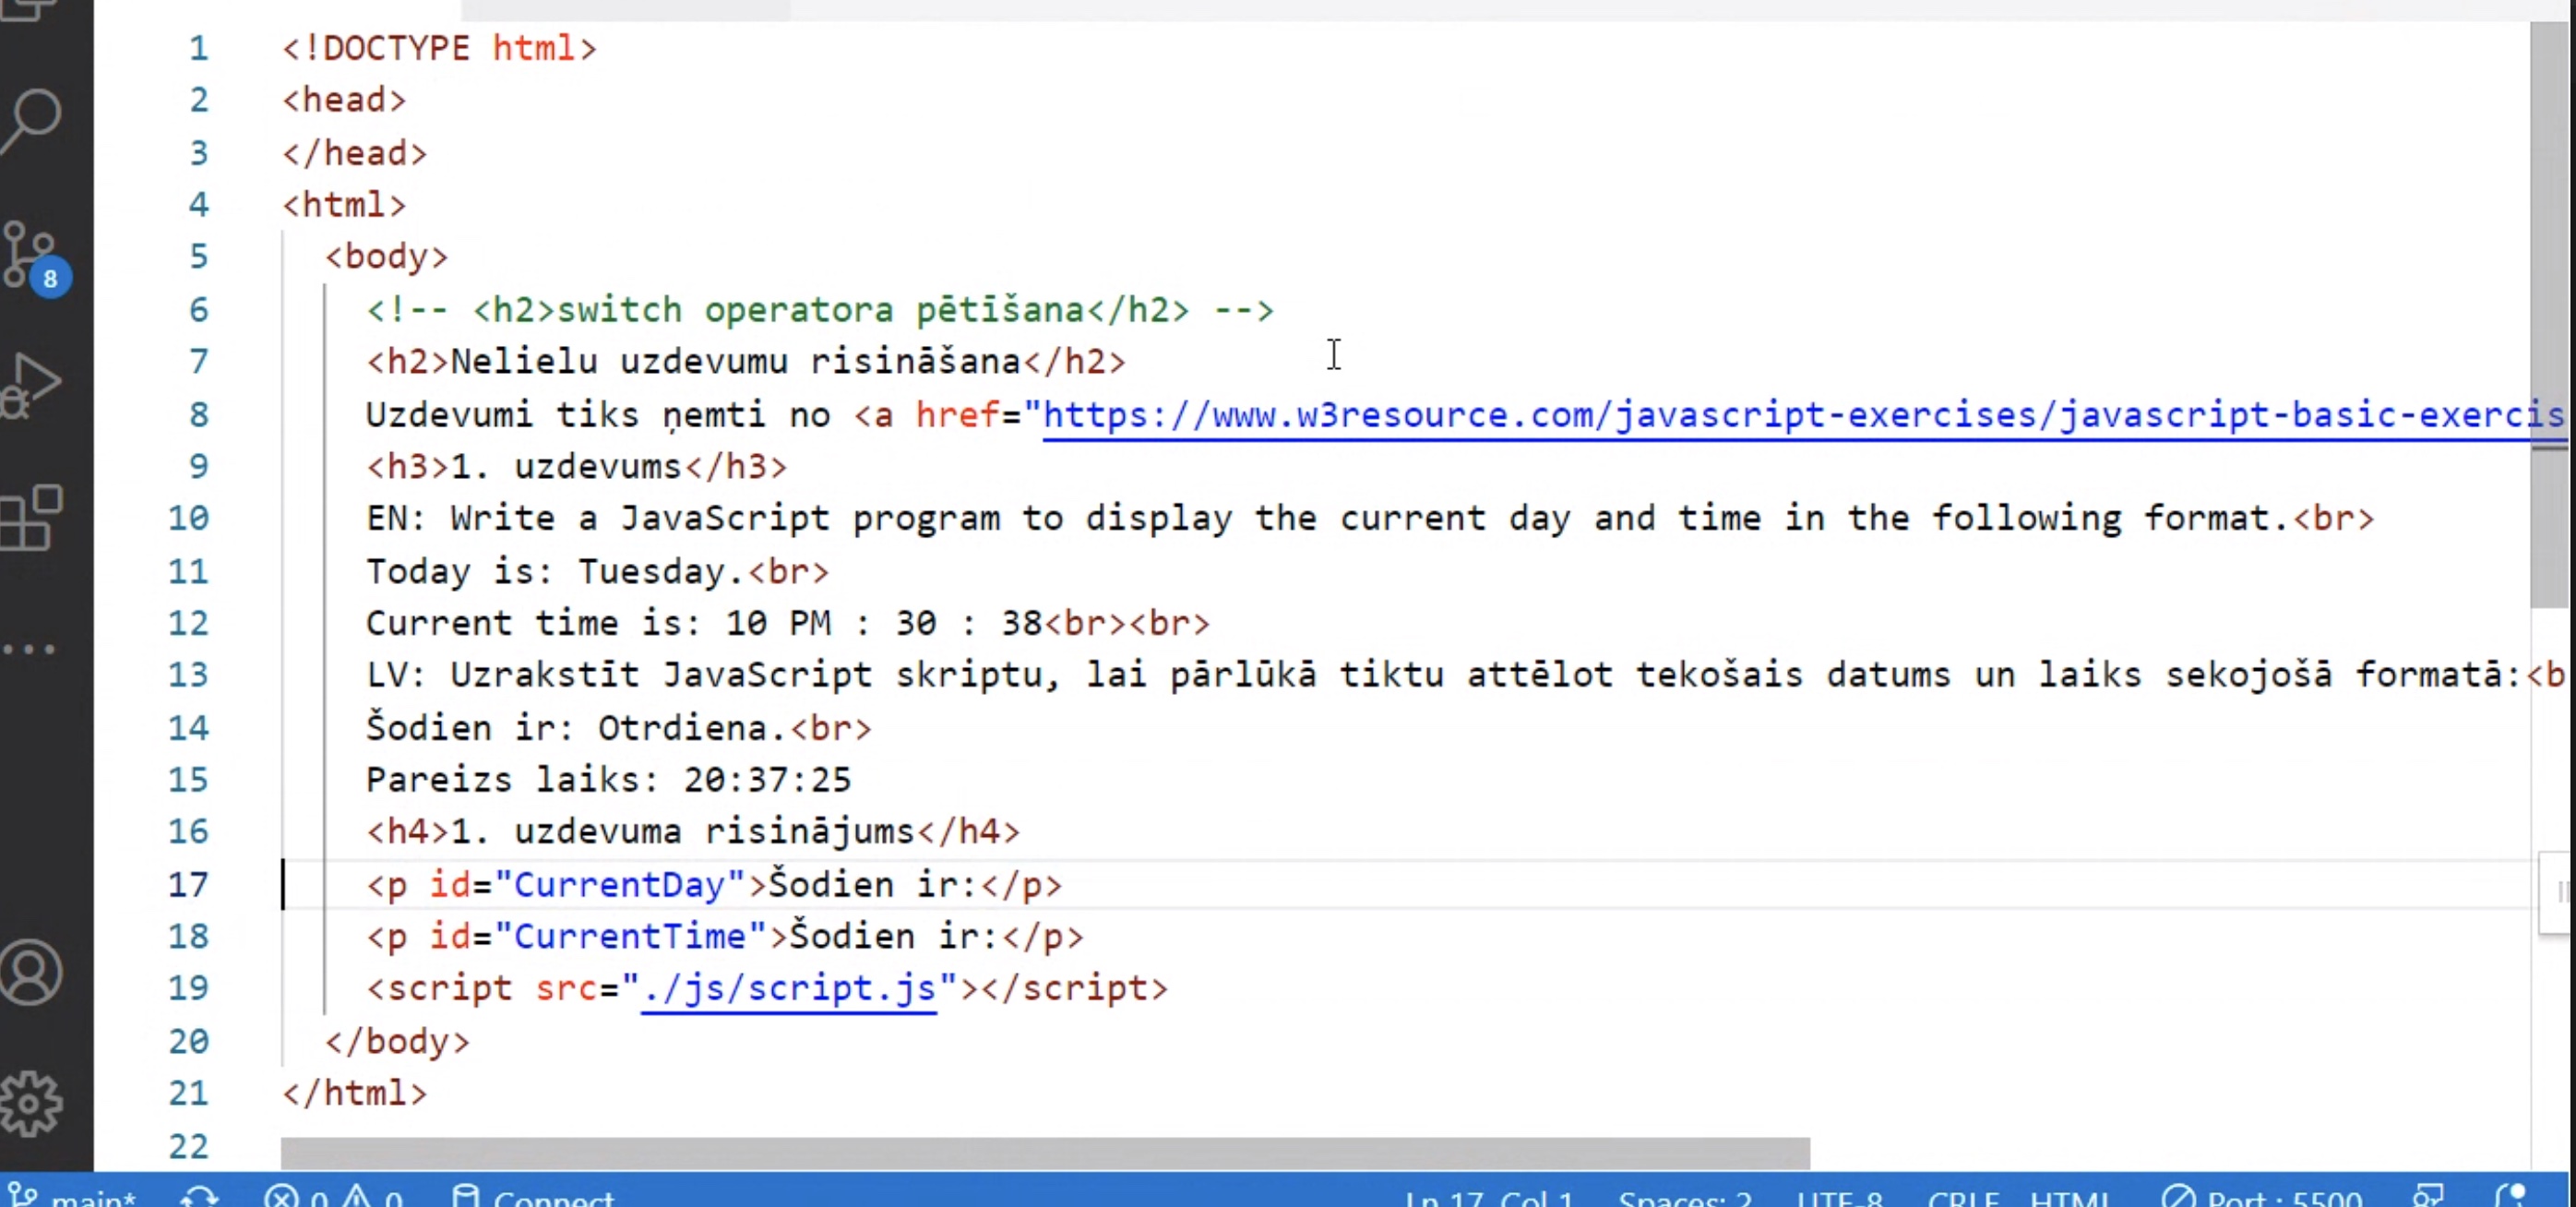 1 <!DOCTYPE html>
2 <head>
3 </head>
4 <html>
5 <body>
6 <!-- <h2>switch operatora pētīšana</h2> -->
7 <h2>Nelielu uzdevumu risināšana</h2>
8 Uzdevumi tiks ņemti no <a href="https://www.w3resource.com/javascript-exercises/javascript-basic-exercis
9 <h3>1. uzdevums</h3>
10 EN: Write a JavaScript program to display the current day and time in the following format.<br>
11 Today is: Tuesday.<br>
12 Current time is: 10 PM : 30 : 38<br><br>
13 LV: Uzrakstīt JavaScript skriptu, lai pārlūkā tiktu attēlot tekošais datums un laiks sekojošā formatā:<b
14 Šodien ir: Otrdiena.<br>
15 Pareizs laiks: 20:37:25
16 <h4>1. uzdevuma risinājums</h4>
17 <p id="CurrentDay">Šodien ir:</p>
18 <p id="CurrentTime">Šodien ir:</p>
19 <script src="./js/script.js"></script>
20 </body>
21 </html>
22
8
main* 0 0 Connect Ln 17, Col 1 Spaces: 2 UTF-8 CRLF HTML Port : 5500